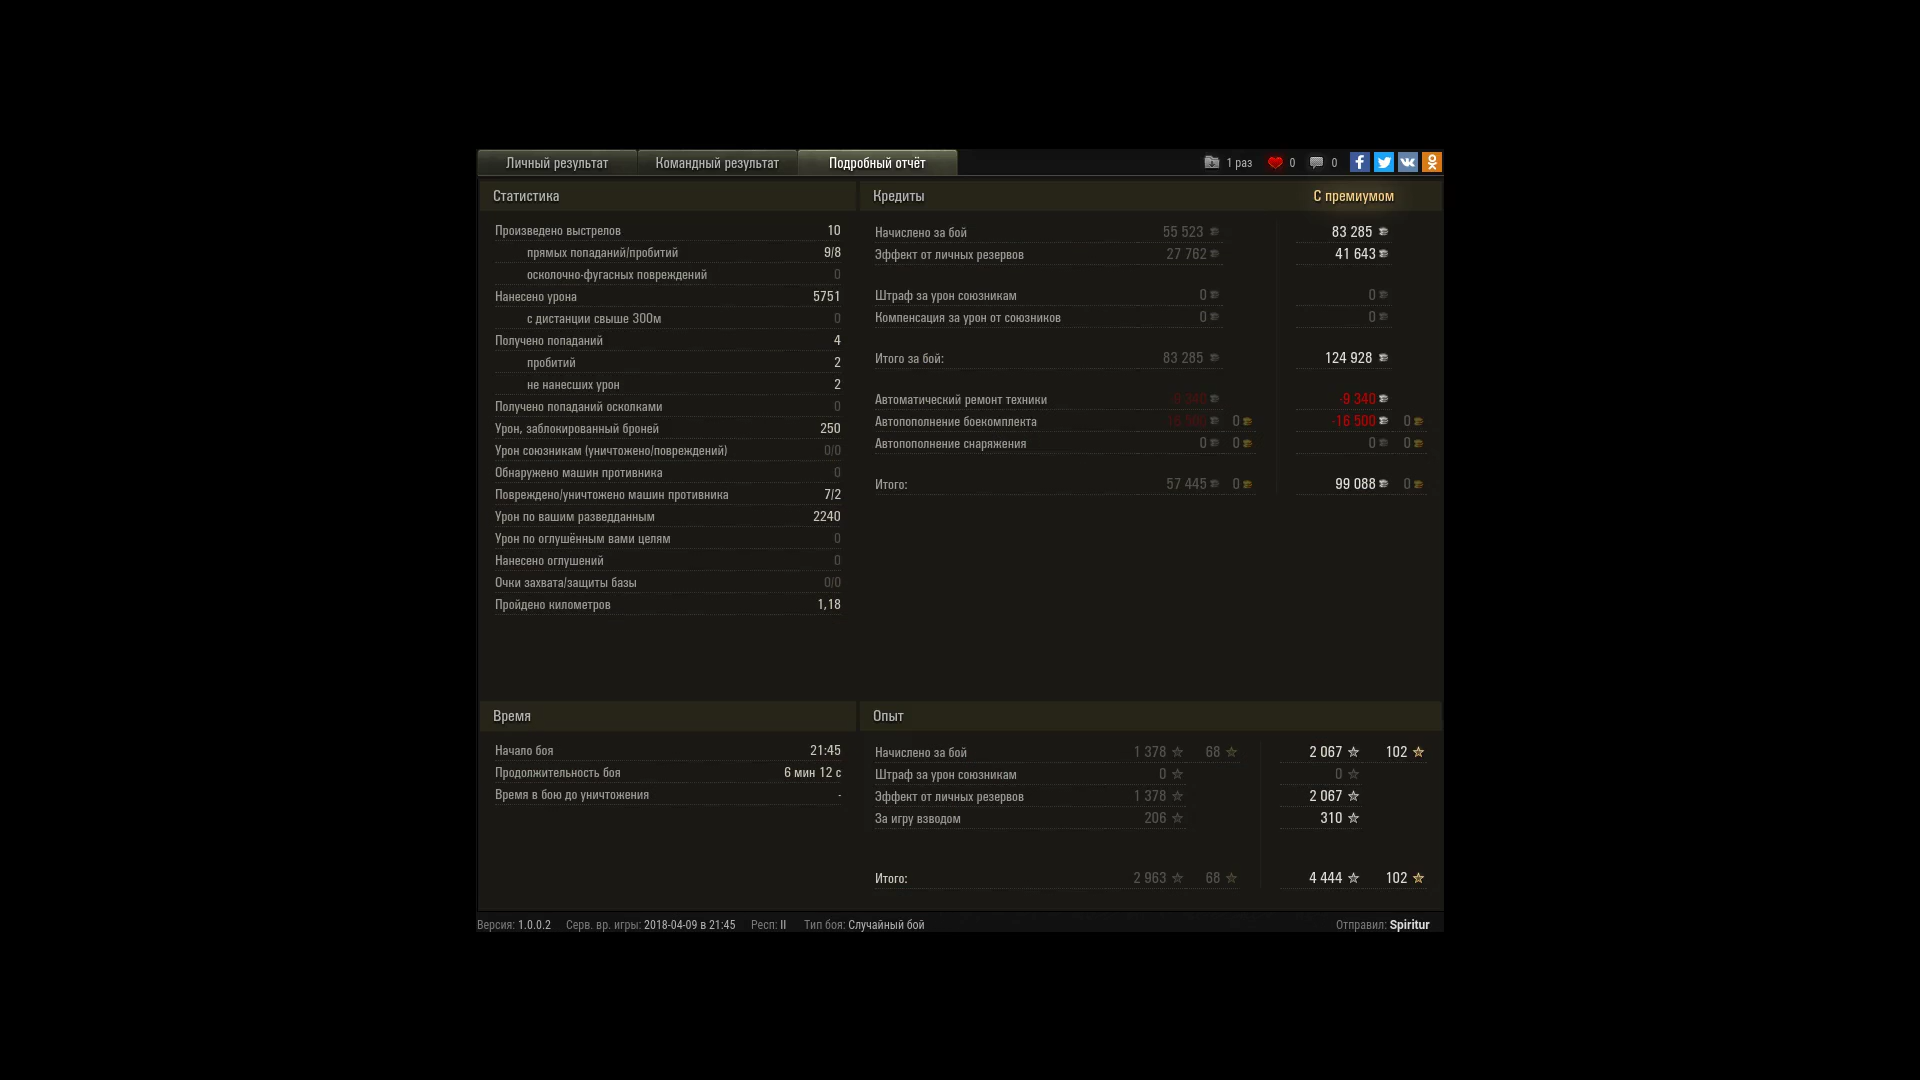 Личный результат Командный результат Подробный отчёт 1 раз 0 0
Статистика
Произведено выстрелов 10
прямых попаданий/пробитий 9/8
осколочно-фугасных повреждений 0
Нанесено урона 5751
с дистанции свыше 300м 0
Получено попаданий 4
пробитий 2
не нанесших урон 2
Получено попаданий осколками 0
Урон, заблокированный броней 250
Урон союзникам (уничтожено/повреждений) 0/0
Обнаружено машин противника 0
Повреждено/уничтожено машин противника 7/2
Урон по вашим разведданным 2240
Урон по оглушённым вами целям 0
Нанесено оглушений 0
Очки захвата/защиты базы 0/0
Пройдено километров 1,18
Кредиты С премиумом
Начислено за бой 55 523 83 285
Эффект от личных резервов 27 762 41 643
Штраф за урон союзникам 0 0
Компенсация за урон от союзников 0 0
Итого за бой: 83 285 124 928
Автоматический ремонт техники -9 340 -9 340
Автопополнение боекомплекта -16 500 0 -16 500 0
Автопополнение снаряжения 0 0 0 0
Итого: 57 445 0 99 088 0
Время
Начало боя 21:45
Продолжительность боя 6 мин 12 с
Время в бою до уничтожения -
Опыт
Начислено за бой 1 378 68 2 067 102
Штраф за урон союзникам 0 0
Эффект от личных резервов 1 378 2 067
За игру взводом 206 310
Итого: 2 963 68 4 444 102
Версия: 1.0.0.2 Серв. вр. игры: 2018-04-09 в 21:45 Респ: II Тип боя: Случайный бой Отправил: Spiritur